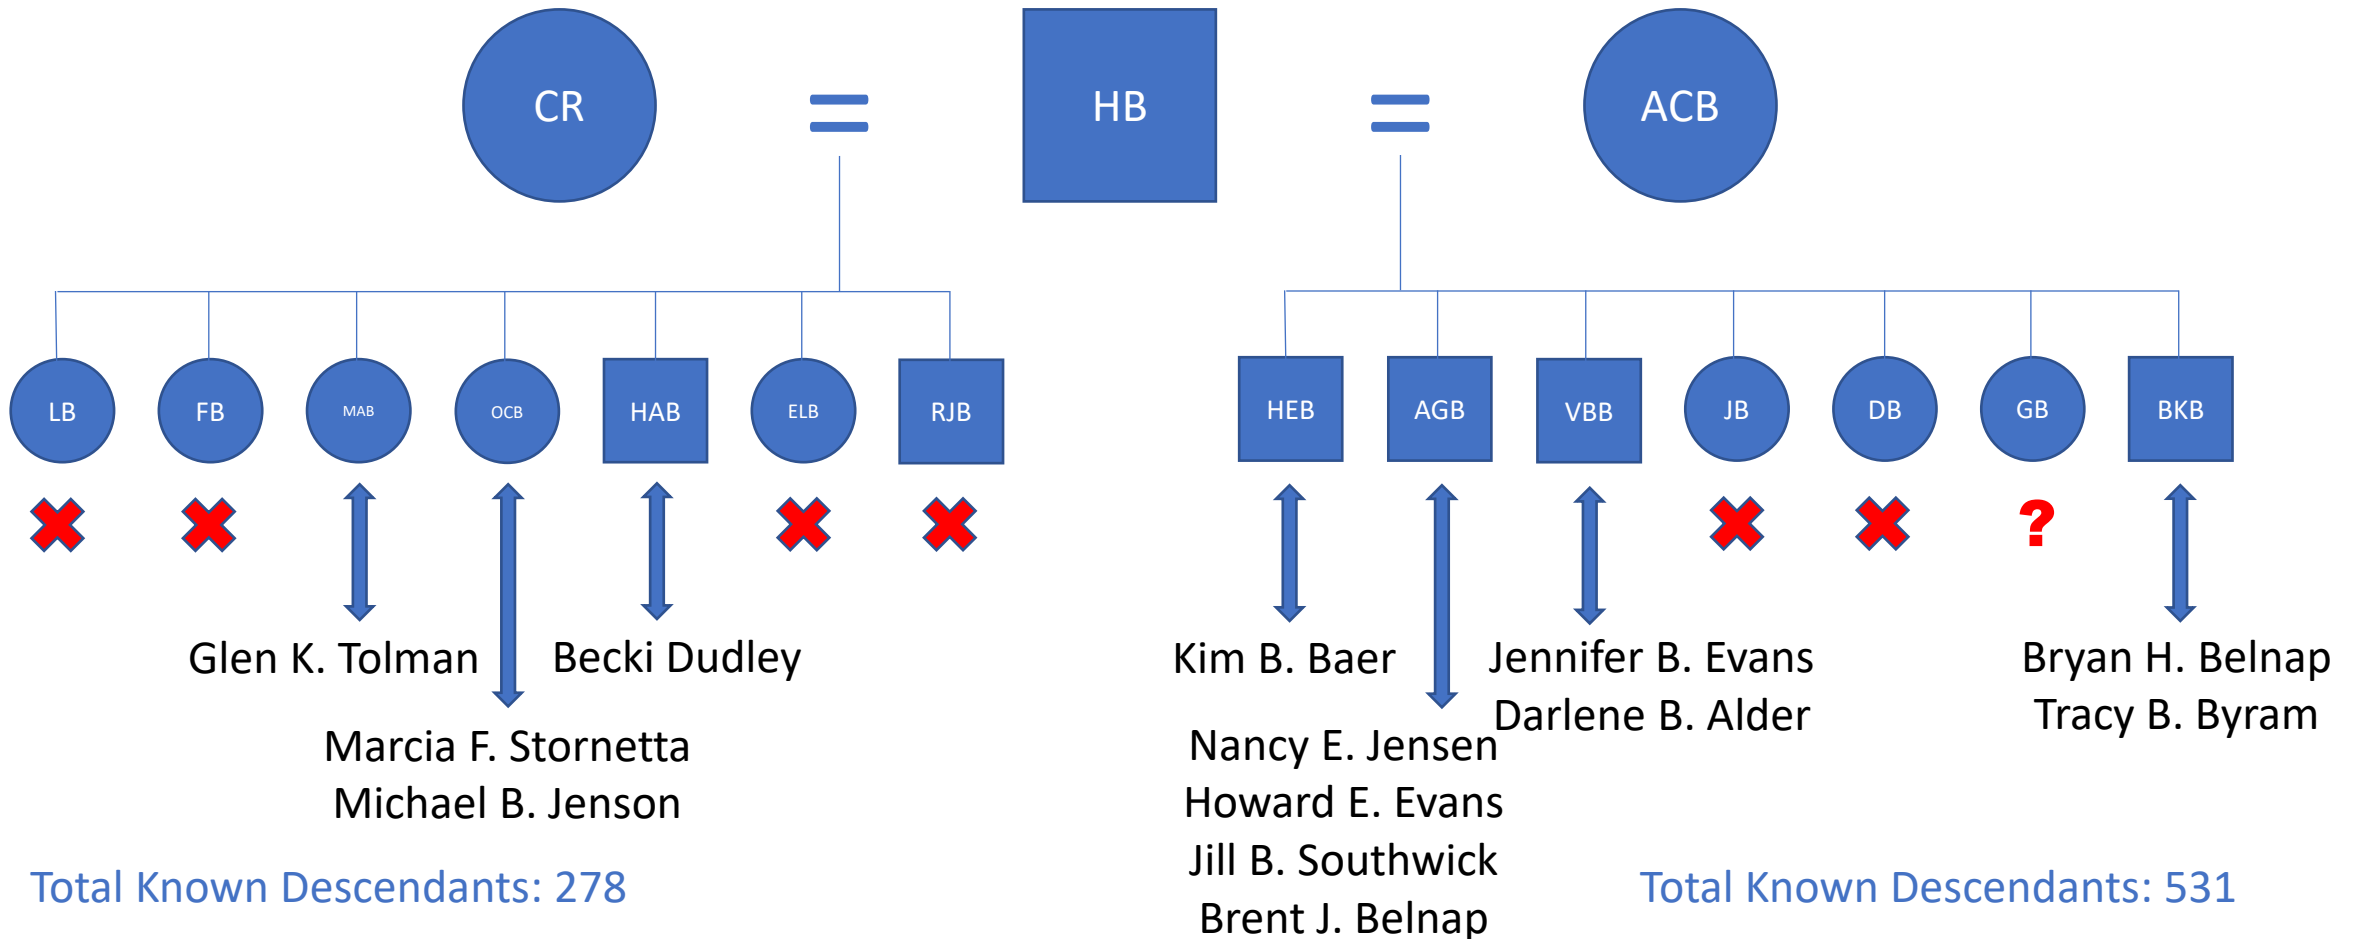 CR = HB = ACB
LB FB MAB OCB HAB ELB RJB HEB AGB VBB JB DB GB BKB
?
Glen K. Tolman
Becki Dudley
Marcia F. Stornetta
Michael B. Jenson
Kim B. Baer
Nancy E. Jensen
Howard E. Evans
Jill B. Southwick
Brent J. Belnap
Jennifer B. Evans
Darlene B. Alder
Bryan H. Belnap
Tracy B. Byram
Total Known Descendants: 278
Total Known Descendants: 531